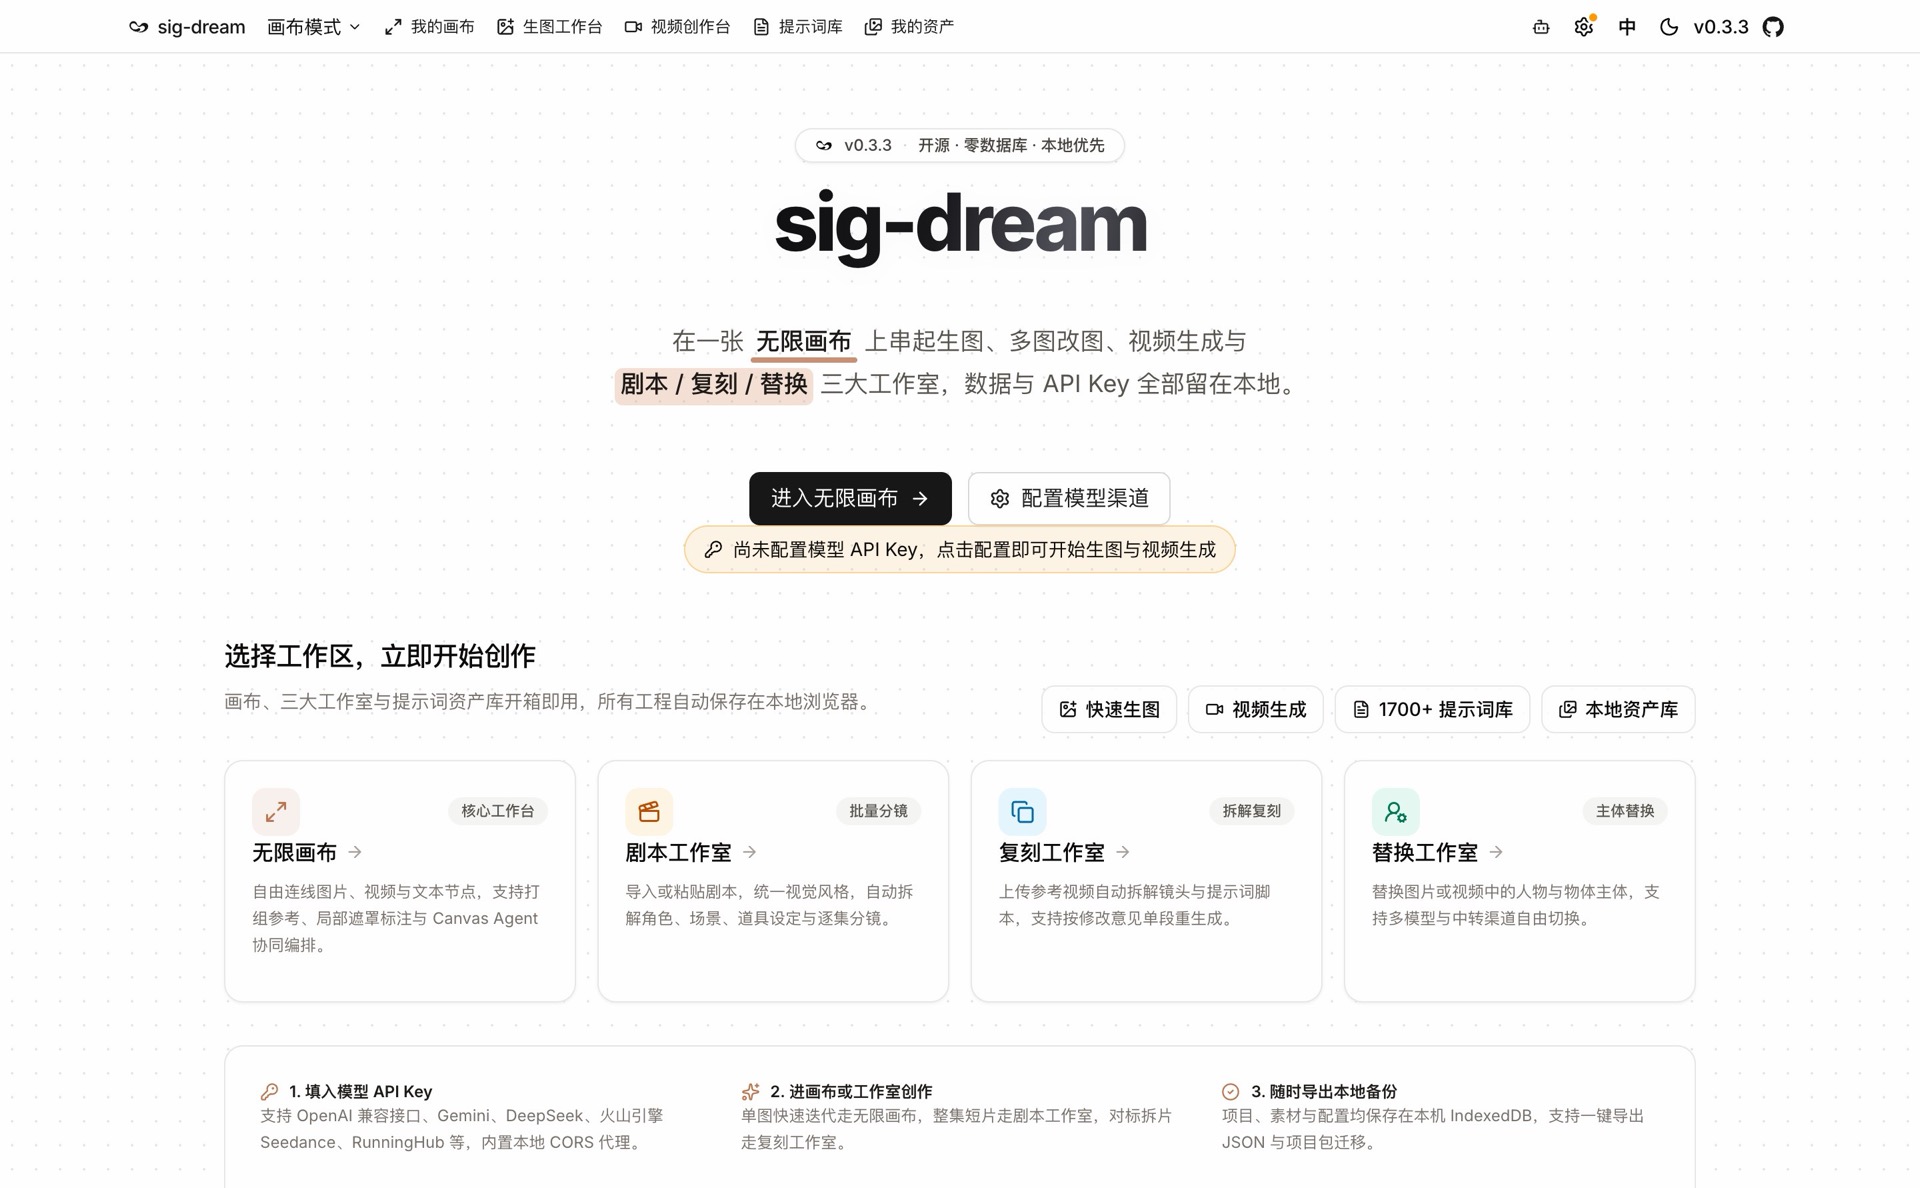 sig-dream 画布模式 我的画布 生图工作台 视频创作台 提示词库 我的资产 中 v0.3.3
v0.3.3 · 开源 · 零数据库 · 本地优先
sig-dream
在一张 无限画布 上串起生图、多图改图、视频生成与
剧本 / 复刻 / 替换 三大工作室，数据与 API Key 全部留在本地。
进入无限画布 → 配置模型渠道
尚未配置模型 API Key，点击配置即可开始生图与视频生成
选择工作区，立即开始创作
画布、三大工作室与提示词资产库开箱即用，所有工程自动保存在本地浏览器。
快速生图 视频生成 1700+ 提示词库 本地资产库
核心工作台
无限画布 →
自由连线图片、视频与文本节点，支持打
组参考、局部遮罩标注与 Canvas Agent
协同编排。
批量分镜
剧本工作室 →
导入或粘贴剧本，统一视觉风格，自动拆
解角色、场景、道具设定与逐集分镜。
拆解复刻
复刻工作室 →
上传参考视频自动拆解镜头与提示词脚
本，支持按修改意见单段重生成。
主体替换
替换工作室 →
替换图片或视频中的人物与物体主体，支
持多模型与中转渠道自由切换。
1. 填入模型 API Key
支持 OpenAI 兼容接口、Gemini、DeepSeek、火山引擎
Seedance、RunningHub 等，内置本地 CORS 代理。
2. 进画布或工作室创作
单图快速迭代走无限画布，整集短片走剧本工作室，对标拆片
走复刻工作室。
3. 随时导出本地备份
项目、素材与配置均保存在本机 IndexedDB，支持一键导出
JSON 与项目包迁移。